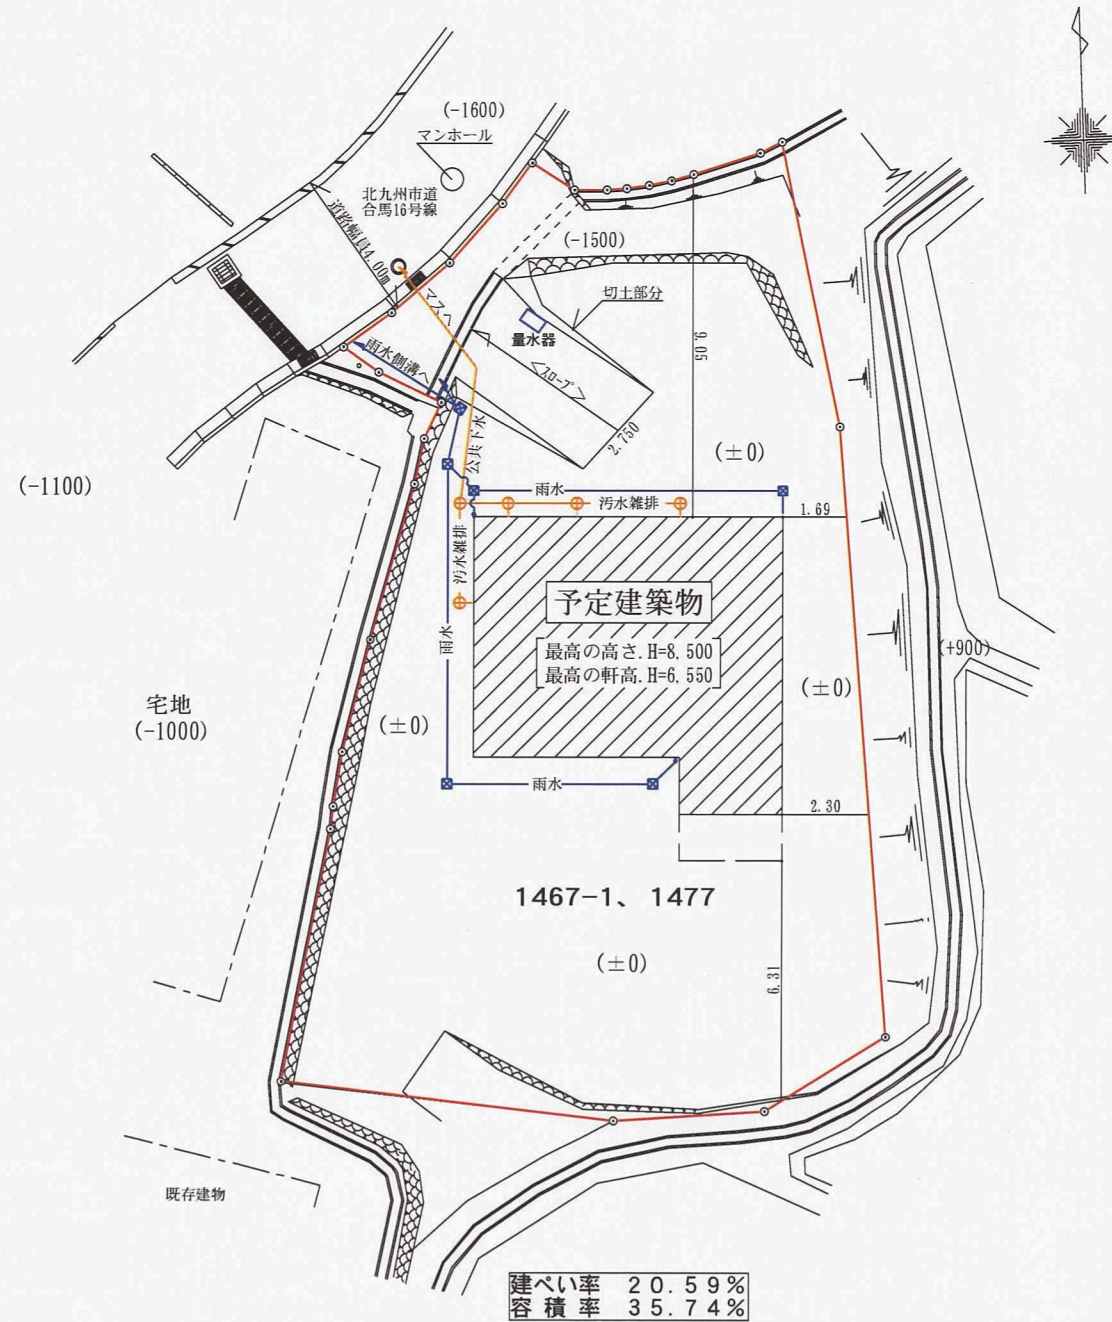 (-1600)
マンホール
北九州市道
合馬16号線
道路幅員4.00m
(-1500)
マスへ
切土部分
量水器
雨水側溝へ
<スロープ>
9.05
2.750
公共下水
(±0)
(-1100)
雨水
汚水雑排
1.69
汚水雑排
予定建築物
雨水
最高の高さ.H=8,500
最高の軒高.H=6,550
(+900)
(±0)
宅地
(-1000)
(±0)
雨水
2.30
1467-1、1477
(±0)
6.31
既存建物
建ぺい率 20.59%
容積率 35.74%